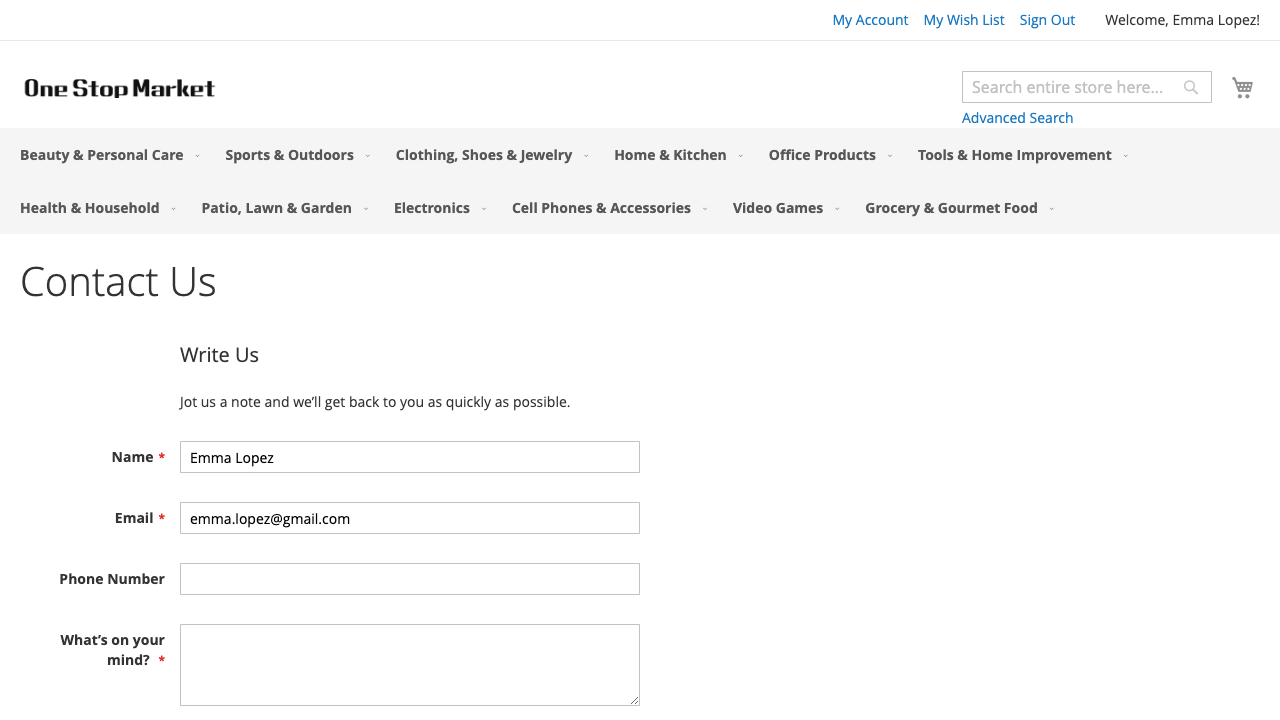 My Account My Wish List Sign Out Welcome, Emma Lopez!
One Stop Market
Search entire store here...
Advanced Search
Beauty & Personal Care Sports & Outdoors Clothing, Shoes & Jewelry Home & Kitchen Office Products Tools & Home Improvement
Health & Household Patio, Lawn & Garden Electronics Cell Phones & Accessories Video Games Grocery & Gourmet Food
Contact Us
Write Us
Jot us a note and we’ll get back to you as quickly as possible.
Name * Emma Lopez
Email * emma.lopez@gmail.com
Phone Number
What’s on your
mind? *